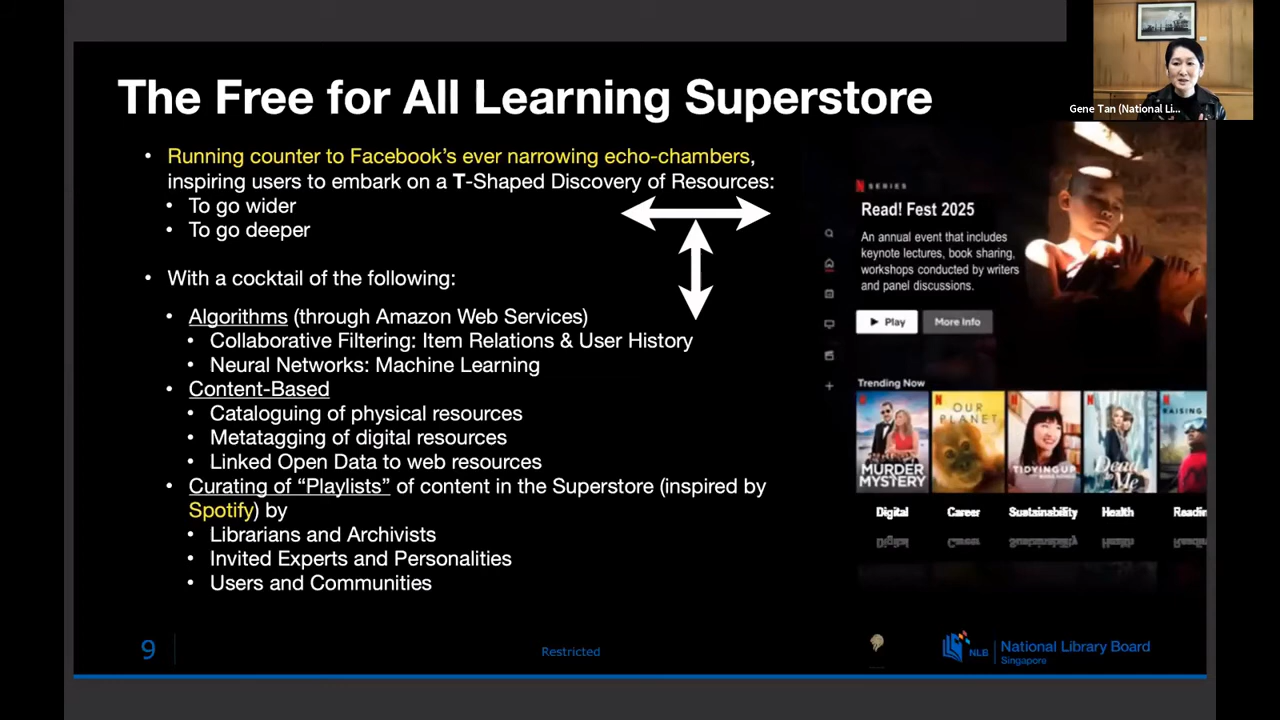 The Free for All Learning Superstore
Gene Tan (National Li...
• Running counter to Facebook's ever narrowing echo-chambers,
inspiring users to embark on a T-Shaped Discovery of Resources:
• To go wider
• To go deeper
• With a cocktail of the following:
• Algorithms (through Amazon Web Services)
• Collaborative Filtering: Item Relations & User History
• Neural Networks: Machine Learning
• Content-Based
• Cataloguing of physical resources
• Metatagging of digital resources
• Linked Open Data to web resources
• Curating of “Playlists” of content in the Superstore (inspired by
Spotify) by
• Librarians and Archivists
• Invited Experts and Personalities
• Users and Communities
N SERIES
Read! Fest 2025
An annual event that includes
keynote lectures, book sharing,
workshops conducted by writers
and panel discussions.
Play
More Info
Trending Now
MURDER
MYSTERY
OUR
PLANET
TIDYING UP
Dead
to Me
RAISING
Digital
Career
Sustainability
Health
Readin
9
Restricted
NLB
National Library Board
Singapore